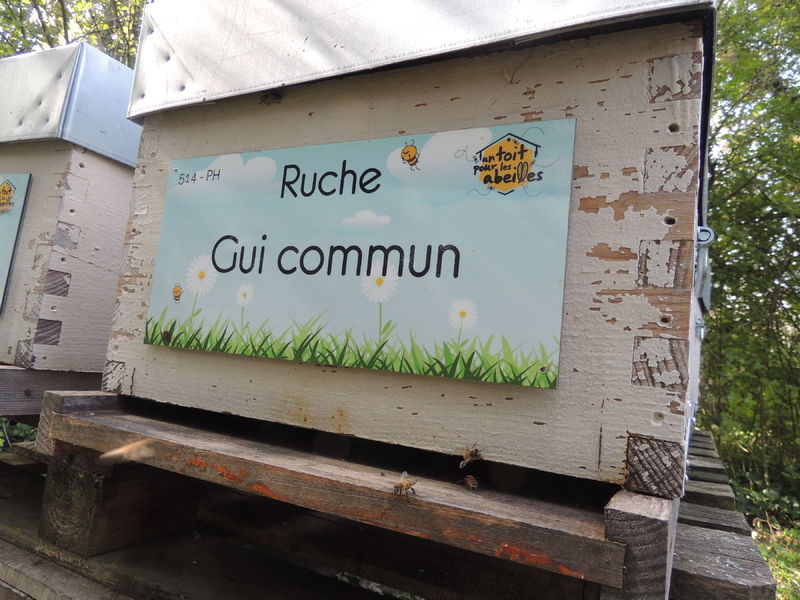 514 - PH
Ruche
Gui commun
un toit
pour les
abeilles